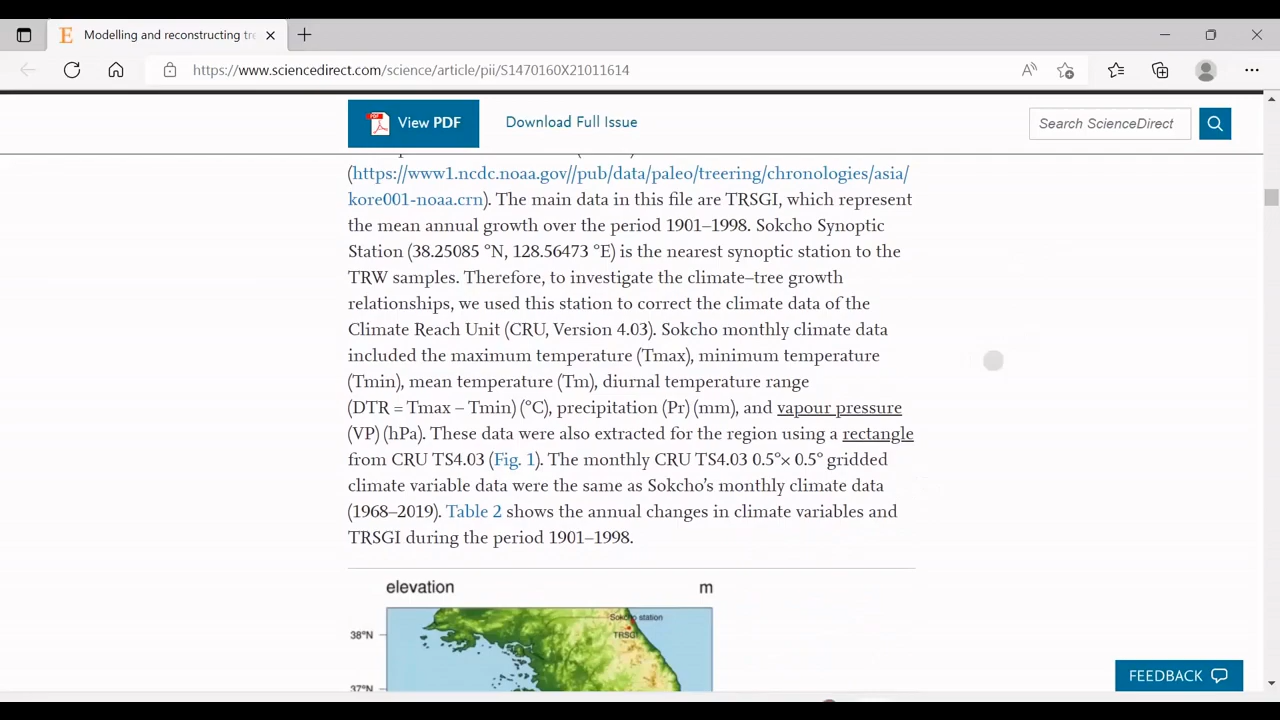 Modelling and reconstructing tre
https://www.sciencedirect.com/science/article/pii/S1470160X21011614
View PDF
Download Full Issue
Search ScienceDirect
(https://www1.ncdc.noaa.gov//pub/data/paleo/treering/chronologies/asia/
kore001-noaa.crn). The main data in this file are TRSGI, which represent
the mean annual growth over the period 1901–1998. Sokcho Synoptic
Station (38.25085 °N, 128.56473 °E) is the nearest synoptic station to the
TRW samples. Therefore, to investigate the climate–tree growth
relationships, we used this station to correct the climate data of the
Climate Reach Unit (CRU, Version 4.03). Sokcho monthly climate data
included the maximum temperature (Tmax), minimum temperature
(Tmin), mean temperature (Tm), diurnal temperature range
(DTR = Tmax – Tmin) (°C), precipitation (Pr) (mm), and vapour pressure
(VP) (hPa). These data were also extracted for the region using a rectangle
from CRU TS4.03 (Fig. 1). The monthly CRU TS4.03 0.5°× 0.5° gridded
climate variable data were the same as Sokcho’s monthly climate data
(1968–2019). Table 2 shows the annual changes in climate variables and
TRSGI during the period 1901–1998.
elevation m
Sokcho station
38°N
TRSGI
37°N
FEEDBACK